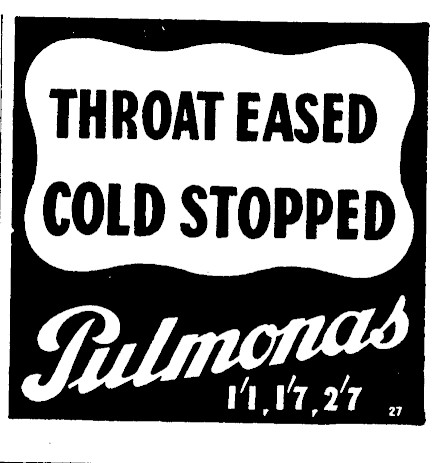 THROAT EASED
COLD STOPPED
Pulmonas
1'1, 1'7, 2'7
27